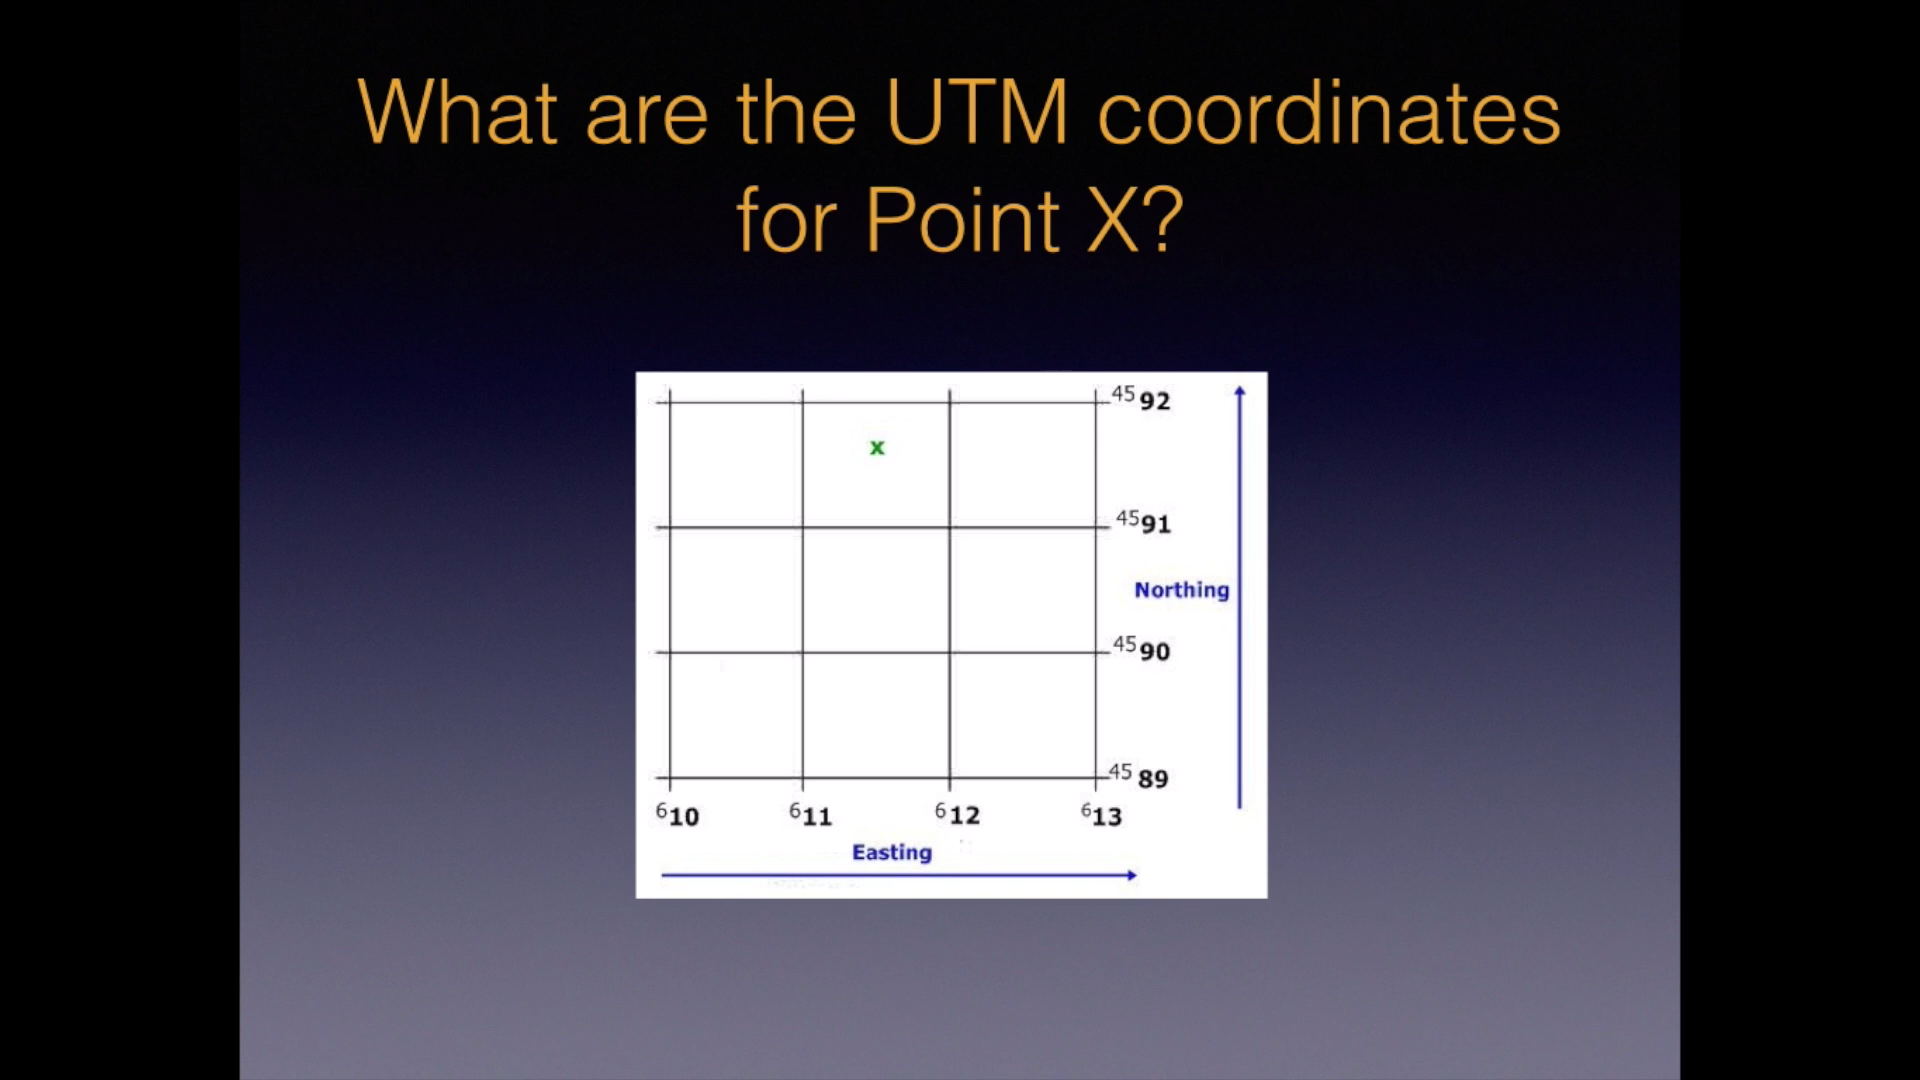 What are the UTM coordinates
for Point X?
45 92
x
45 91
Northing
45 90
45 89
6 10 6 11 6 12 6 13
Easting